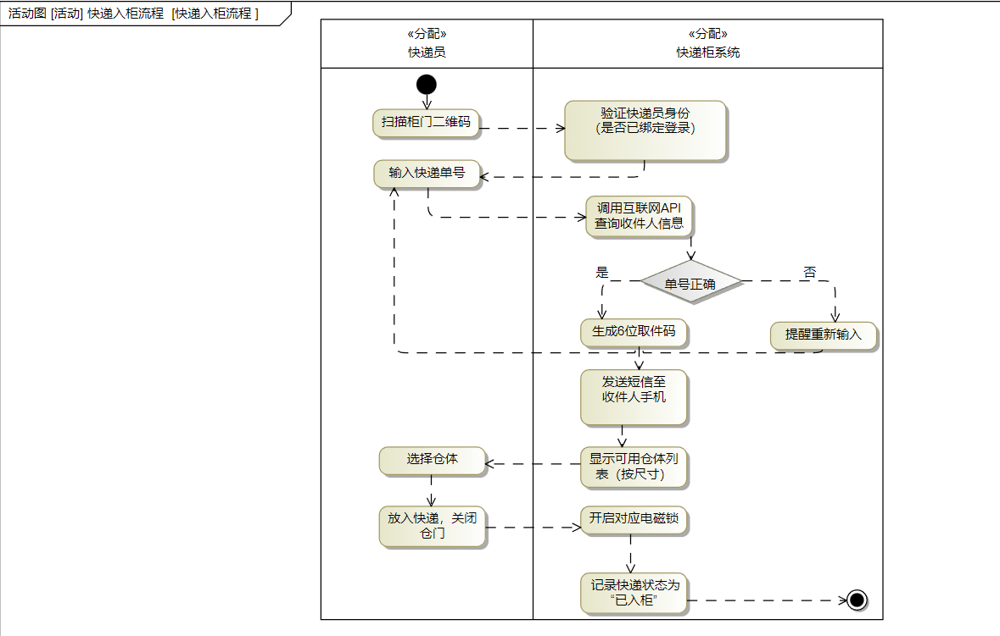 活动图 [活动] 快递入柜流程 [快递入柜流程 ]
«分配»
快递员
«分配»
快递柜系统
扫描柜门二维码
验证快递员身份
（是否已绑定登录）
输入快递单号
调用互联网API
查询收件人信息
单号正确
是
否
生成6位取件码
提醒重新输入
发送短信至
收件人手机
选择仓体
显示可用仓体列
表（按尺寸）
放入快递，关闭
仓门
开启对应电磁锁
记录快递状态为
“已入柜”